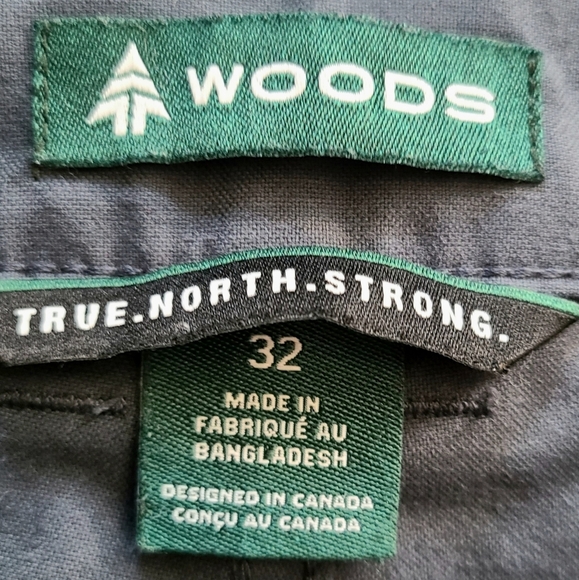 WOODS
TRUE.NORTH.STRONG.
32
MADE IN
FABRIQUÉ AU
BANGLADESH
DESIGNED IN CANADA
CONÇU AU CANADA